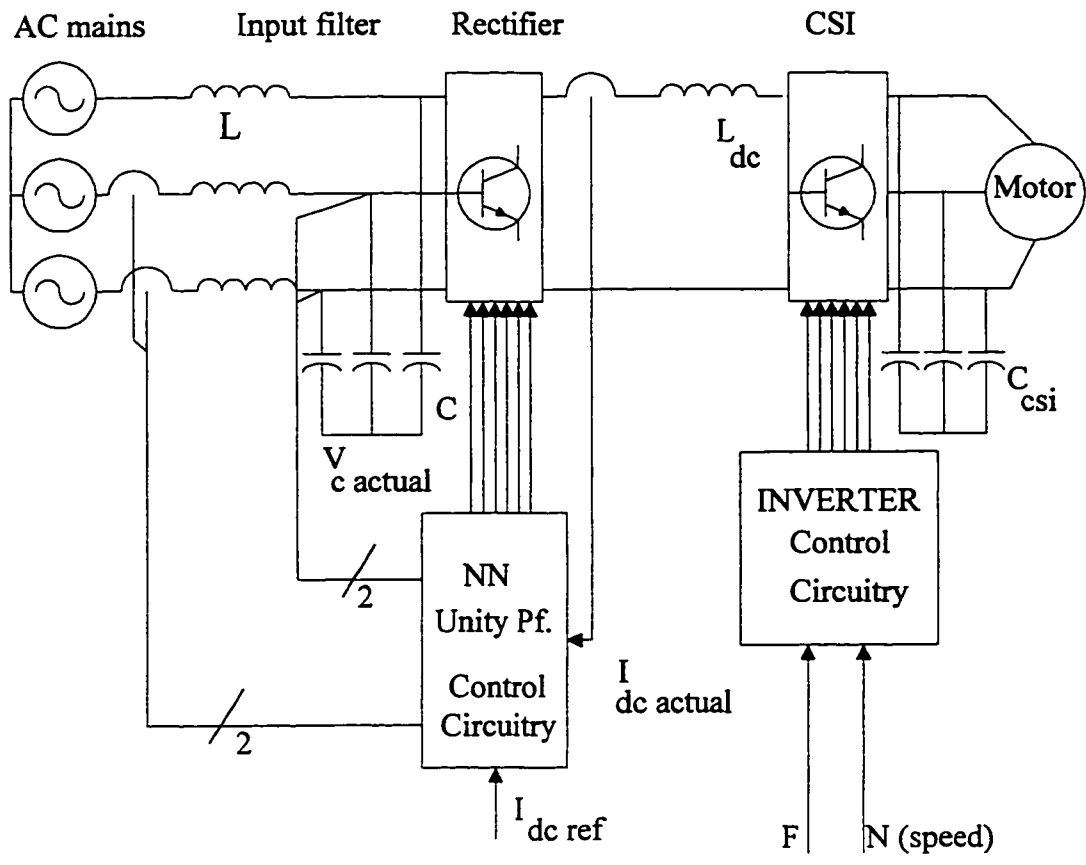 AC mains
Input filter
Rectifier
CSI
L
L
dc
Motor
C
C
csi
V
c actual
INVERTER
Control
Circuitry
NN
Unity Pf.
Control
Circuitry
2
2
I
dc actual
I
dc ref
F
N (speed)